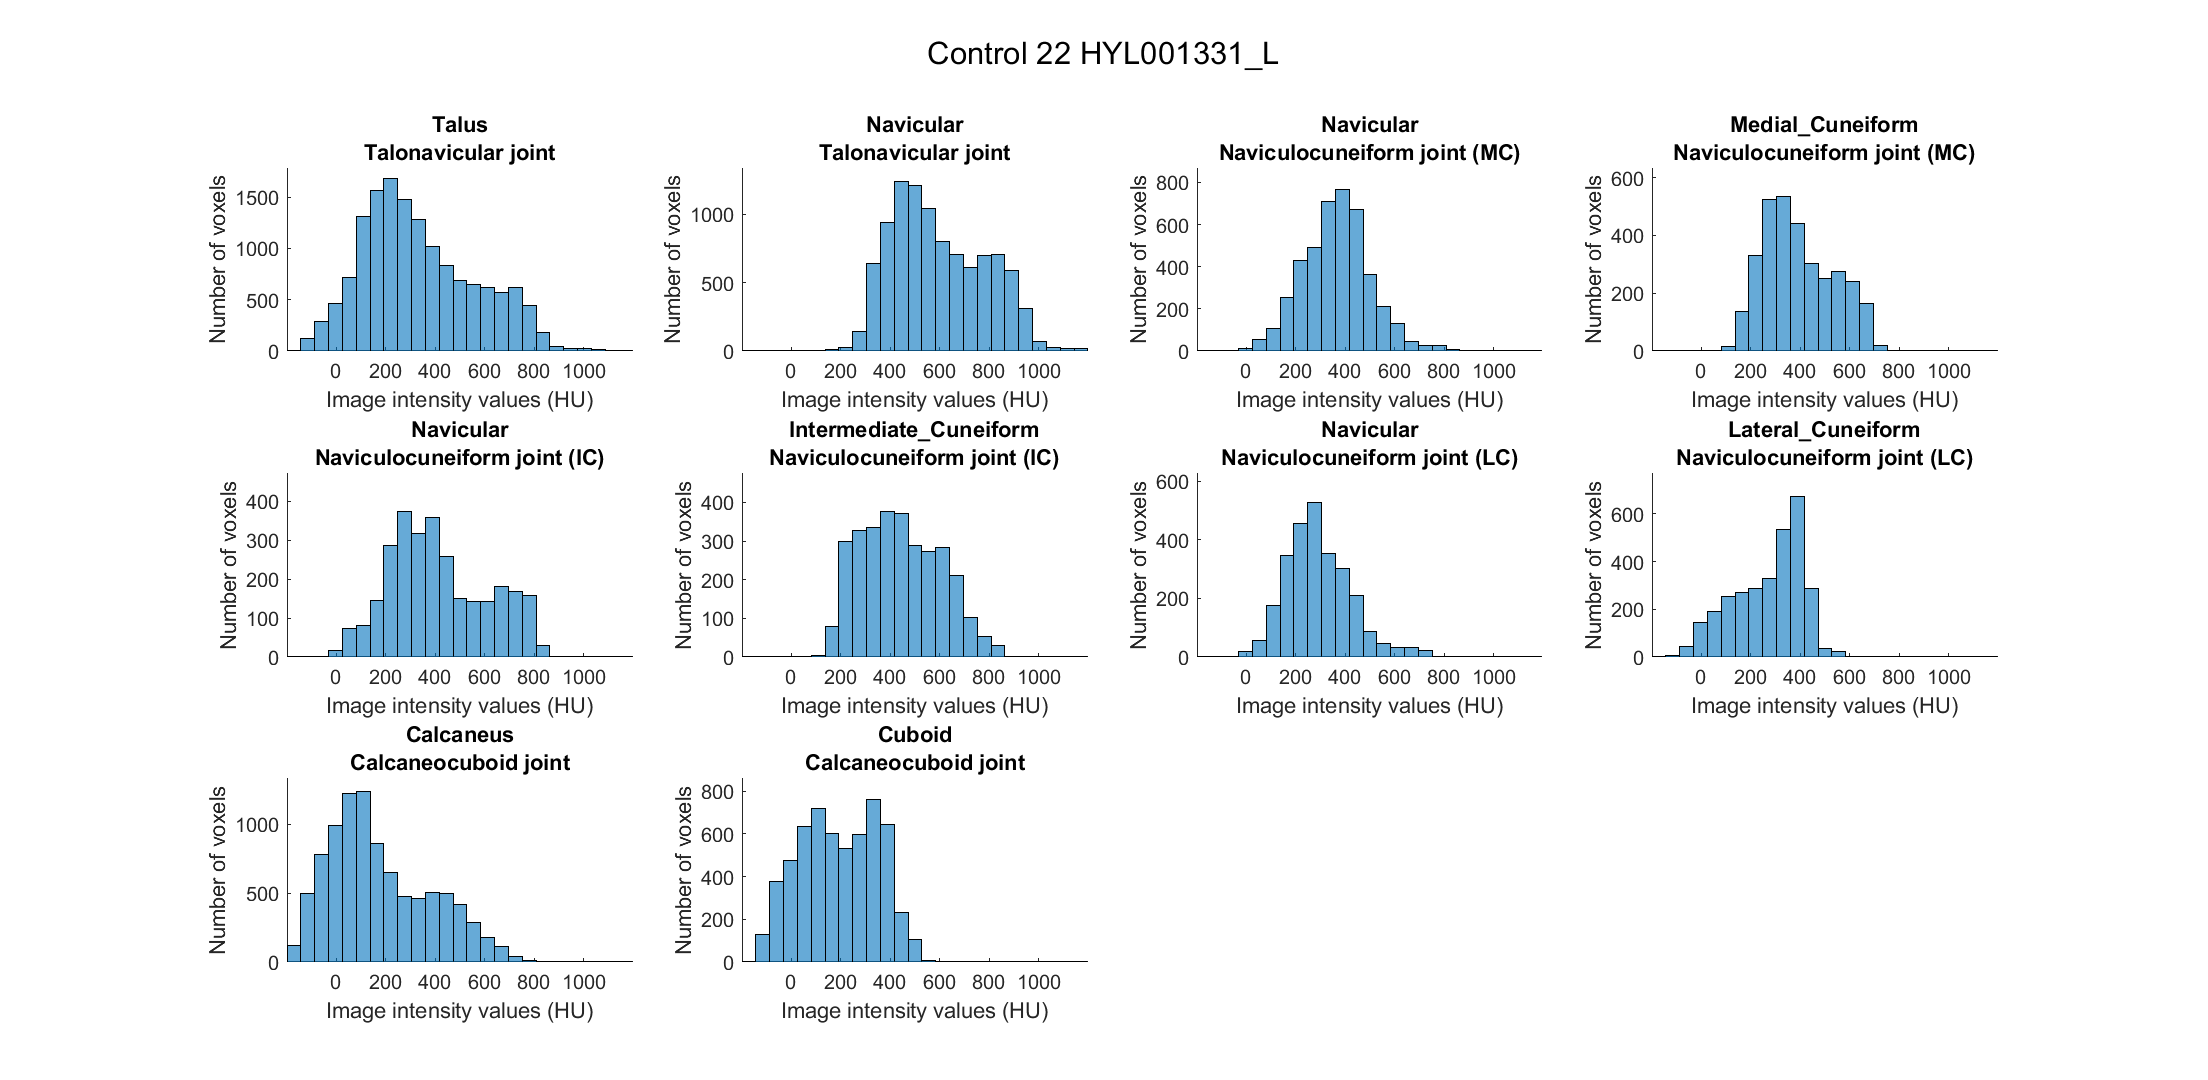 Control 22 HYL001331_L
Talus
Talonavicular joint
Number of voxels
1500
1000
500
0
0 200 400 600 800 1000
Image intensity values (HU)
Navicular
Talonavicular joint
Number of voxels
1000
500
0
0 200 400 600 800 1000
Image intensity values (HU)
Navicular
Naviculocuneiform joint (MC)
Number of voxels
800
600
400
200
0
0 200 400 600 800 1000
Image intensity values (HU)
Medial_Cuneiform
Naviculocuneiform joint (MC)
Number of voxels
600
400
200
0
0 200 400 600 800 1000
Image intensity values (HU)
Navicular
Naviculocuneiform joint (IC)
Number of voxels
400
300
200
100
0
0 200 400 600 800 1000
Image intensity values (HU)
Intermediate_Cuneiform
Naviculocuneiform joint (IC)
Number of voxels
400
300
200
100
0
0 200 400 600 800 1000
Image intensity values (HU)
Navicular
Naviculocuneiform joint (LC)
Number of voxels
600
400
200
0
0 200 400 600 800 1000
Image intensity values (HU)
Lateral_Cuneiform
Naviculocuneiform joint (LC)
Number of voxels
600
400
200
0
0 200 400 600 800 1000
Image intensity values (HU)
Calcaneus
Calcaneocuboid joint
Number of voxels
1000
500
0
0 200 400 600 800 1000
Image intensity values (HU)
Cuboid
Calcaneocuboid joint
Number of voxels
800
600
400
200
0
0 200 400 600 800 1000
Image intensity values (HU)